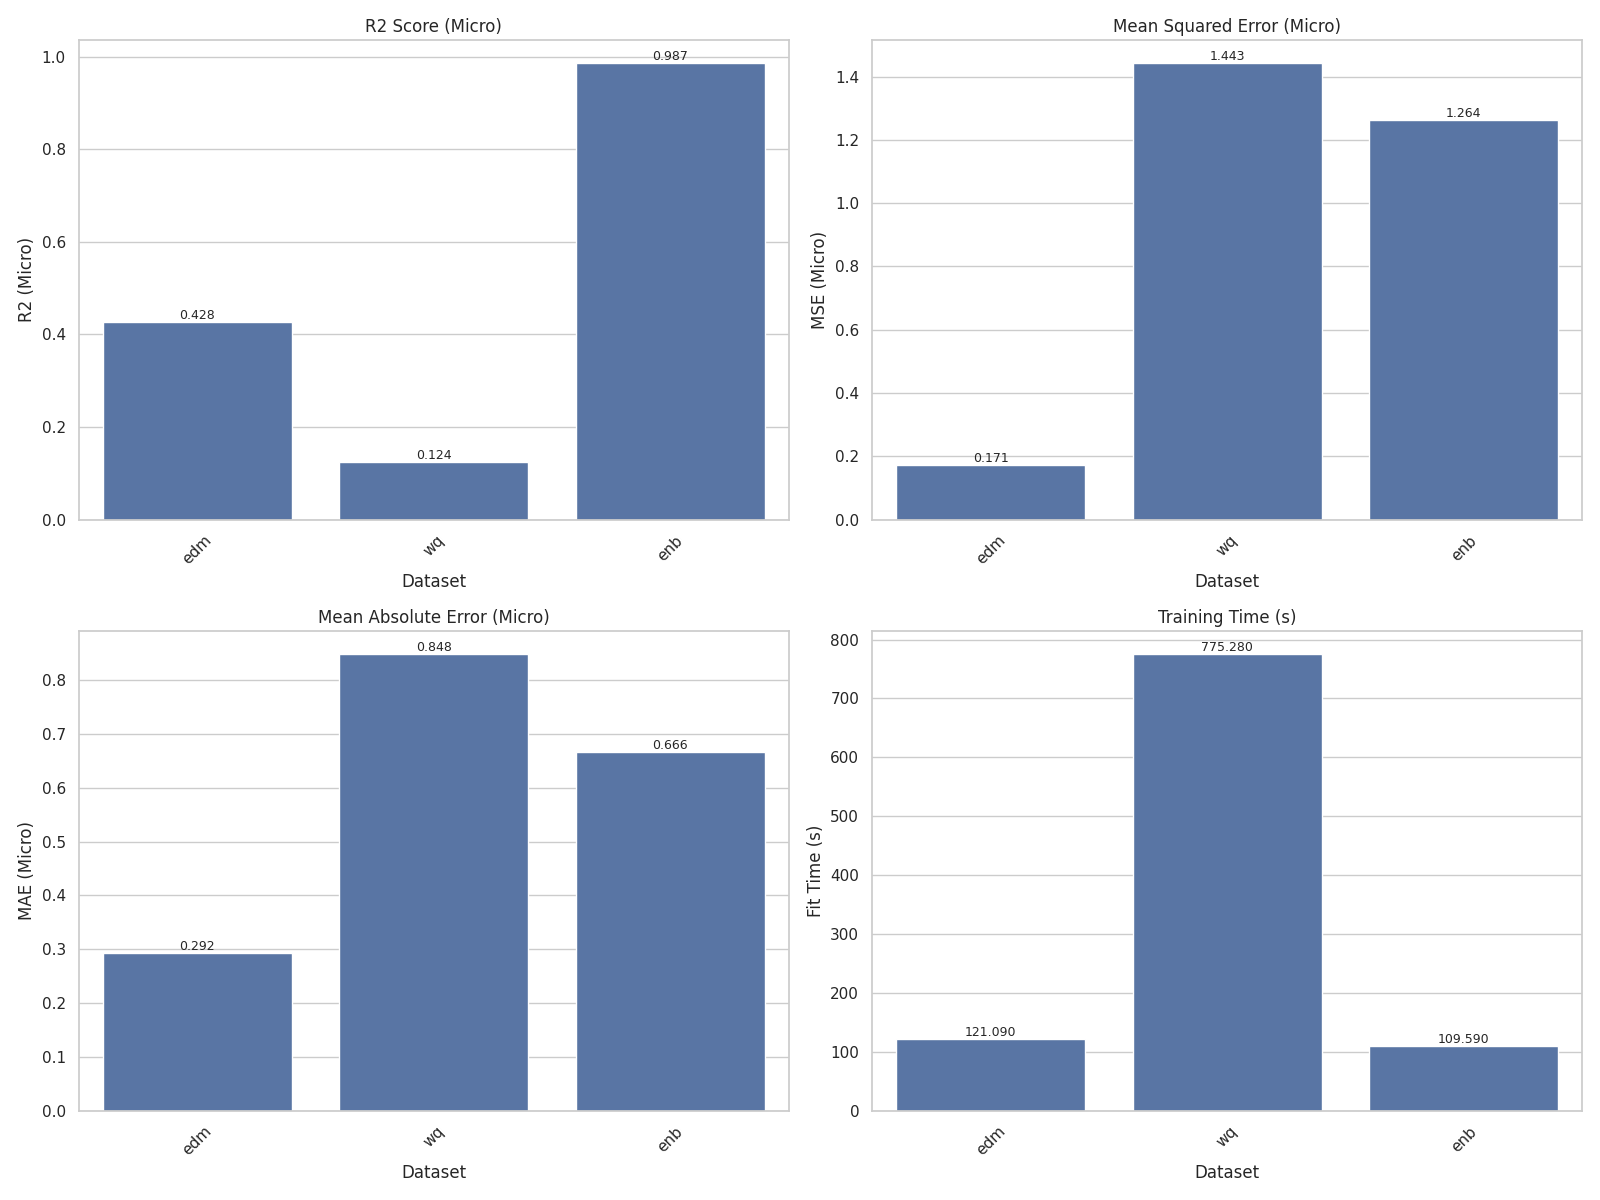 R2 Score (Micro)
R2 (Micro)
1.0
0.8
0.6
0.4
0.2
0.0
0.428
0.124
0.987
edm
wq
enb
Dataset
Mean Squared Error (Micro)
MSE (Micro)
1.4
1.2
1.0
0.8
0.6
0.4
0.2
0.0
0.171
1.443
1.264
edm
wq
enb
Dataset
Mean Absolute Error (Micro)
MAE (Micro)
0.8
0.7
0.6
0.5
0.4
0.3
0.2
0.1
0.0
0.292
0.848
0.666
edm
wq
enb
Dataset
Training Time (s)
Fit Time (s)
800
700
600
500
400
300
200
100
0
121.090
775.280
109.590
edm
wq
enb
Dataset